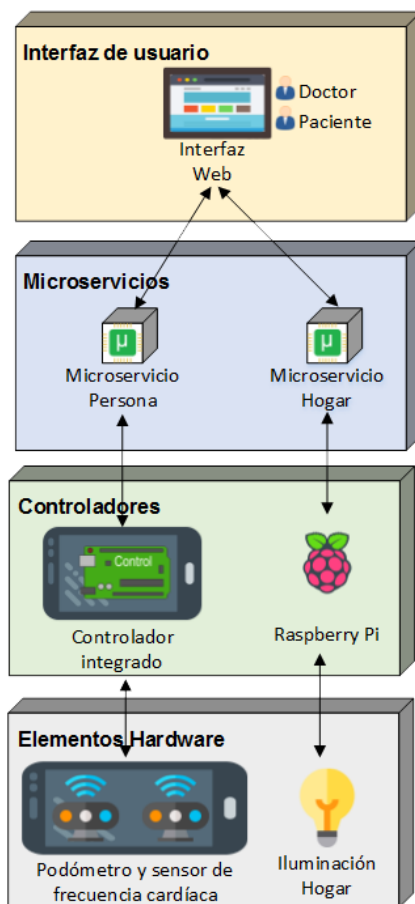 Interfaz de usuario
Doctor
Paciente
Interfaz
Web
Microservicios
µ
µ
Microservicio
Persona
Microservicio
Hogar
Controladores
Control
Controlador
integrado
Raspberry Pi
Elementos Hardware
Podómetro y sensor de
frecuencia cardíaca
Iluminación
Hogar